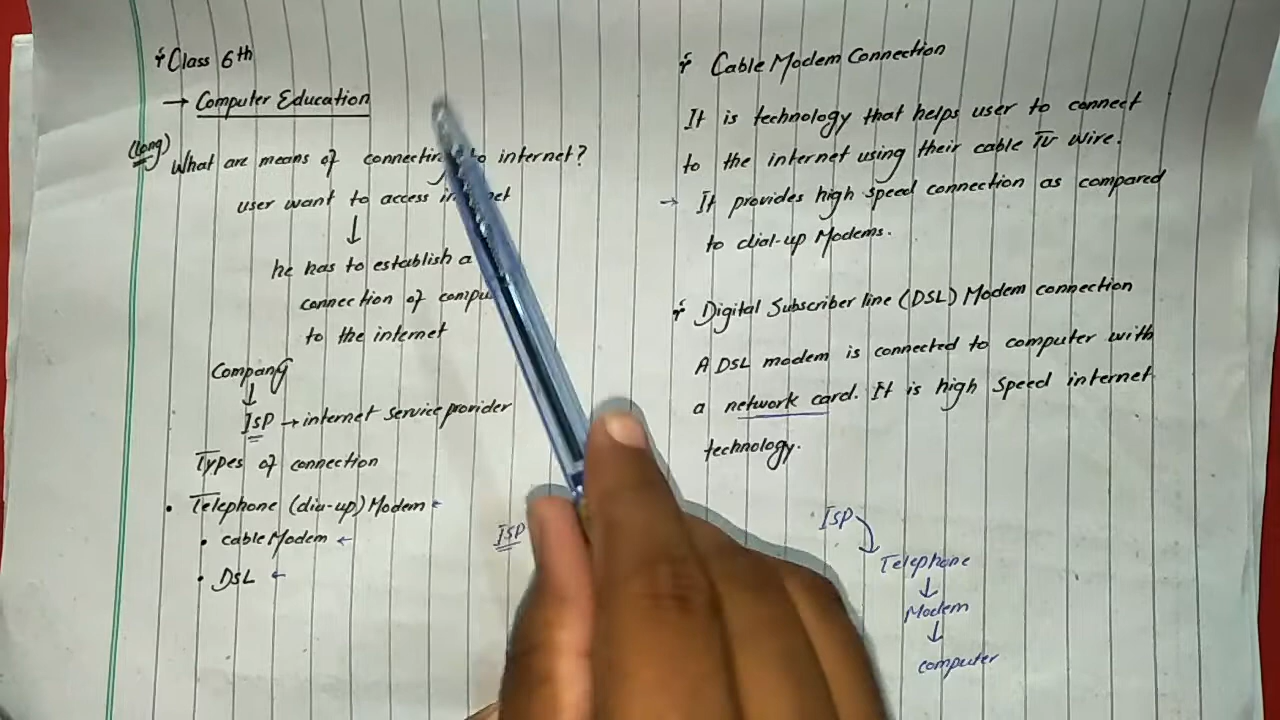 Class 6th
→ Computer Education
(long) What are means of connecting to internet?
user want to access internet
↓
he has to establish a
connection of
to the internet
Company
↓
ISP → internet service provider
Types of connection
• Telephone (dia-up) Modem ←
• cable Modem ←
• DSL ←
ISP
Cable Modem Connection
It is technology that helps user to connect
to the internet using their cable TV wire.
→ It provides high speed connection as compared
to dial-up Modems.
Digital Subscriber line (DSL) Modem connection
A DSL modem is connected to computer with
a network card. It is high speed internet
technology.
ISP
Telephone
↓
Modem
↓
computer